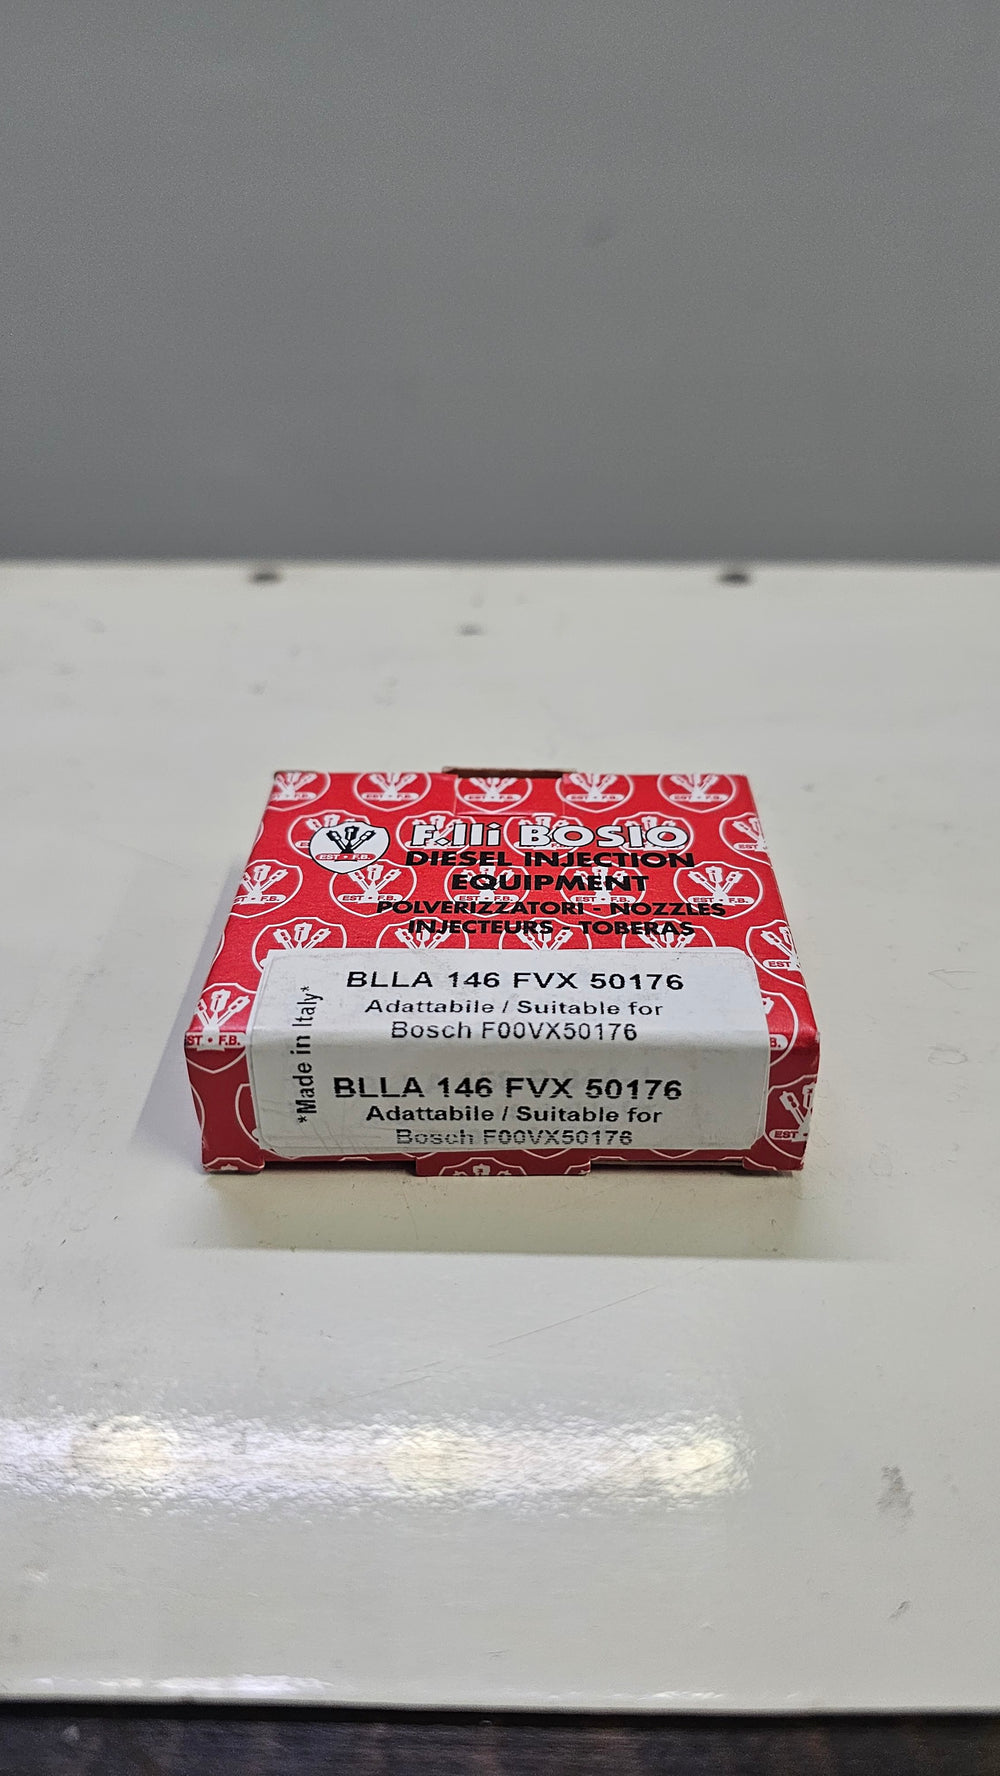 F.lli BOSIO
EST • F.B.
DIESEL INJECTION
EQUIPMENT
POLVERIZZATORI - NOZZLES
INJECTEURS - TOBERAS
*Made in Italy*
BLLA 146 FVX 50176
Adattabile / Suitable for
Bosch F00VX50176
BLLA 146 FVX 50176
Adattabile / Suitable for
Bosch F00VX50176